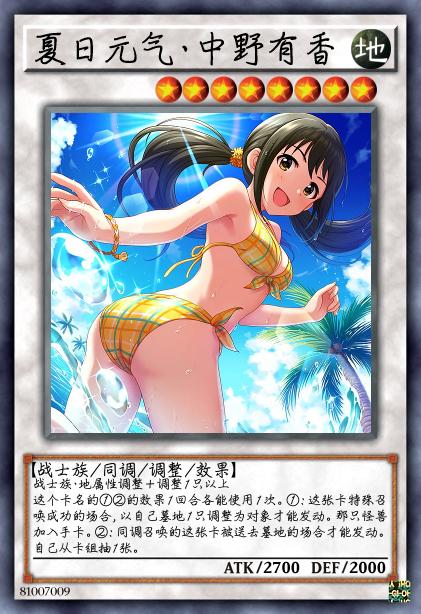 夏日元气·中野有香
地
【战士族/同调/调整/效果】
战士族·地属性调整+调整1只以上
这个卡名的①②的效果1回合各能使用1次。①:这张卡特殊召
唤成功的场合,以自己墓地1只调整为对象才能发动。那只怪兽
加入手卡。②:同调召唤的这张卡被送去墓地的场合才能发动。
自己从卡组抽1张。
ATK/2700 DEF/2000
81007009